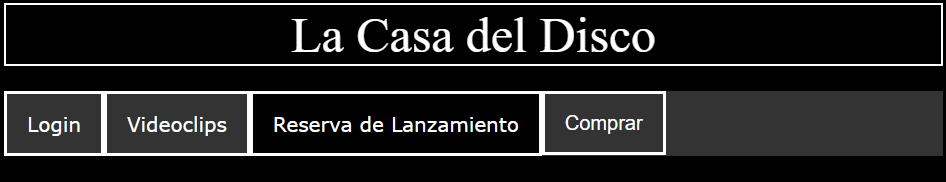 La Casa del Disco
Login Videoclips Reserva de Lanzamiento Comprar